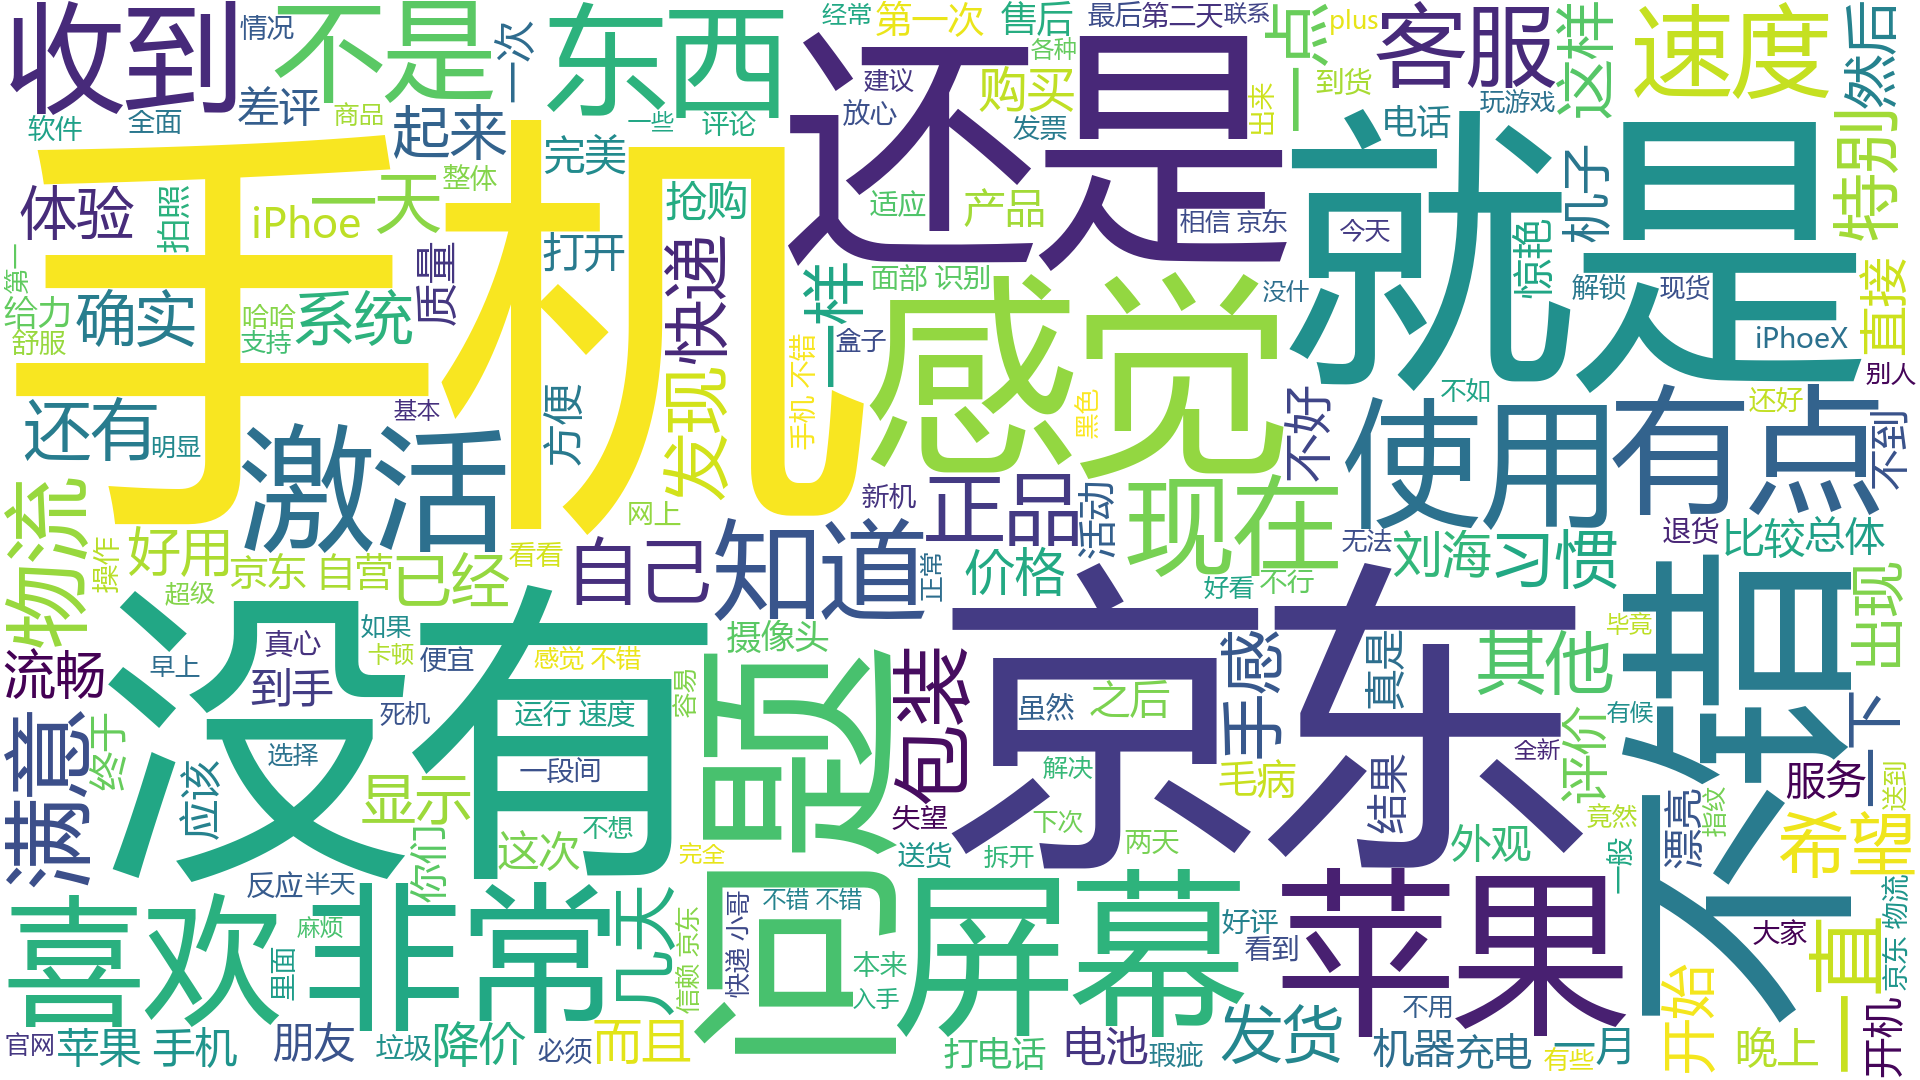 收到
情况
不是
一次
东西
经常
第一次
售后
最后第二天
联系
一点
plus
客服
这样
速度
然后
还是
各种
建议
购买
到货
玩游戏
软件
全面
差评
商品
起来
一些
评论
放心
发票
出来
电话
特别
手机
完美
就是
机子
体验
拍照
iPhoe
一天
整体
抢购
适应
产品
相信 京东
今天
惊艳
打开
第一
给力
舒服
确实
哈哈
支持
系统
质量
快递
一样
面部 识别
没什
解锁
现货
直接
盒子
感觉
iPhoeX
别人
还有
明显
基本
激活
方便
发现
手机 不错
黑色
不好
不如
使用
有点
还好
不到
物流
网上
新机
正品
活动
现在
操作
好用
京东 自营
已经
看看
自己
知道
正常
价格
好看
不行
无法
刘海
习惯
退货
比较
总体
超级
流畅
早上
真心
到手
如果
卡顿
便宜
死机
没有
感觉 不错
摄像头
容易
包装
京东
虽然
之后
手感
真是
其他
不错
毕竟
出现
满意
终于
应该
选择
一段间
运行 速度
显示
问题
有候
一下
全新
解决
毛病
结果
评价
服务
送到
你们
这次
不想
完全
失望
下次
竟然
漂亮
指纹
希望
送货
拆开
两天
外观
一般
喜欢
反应
半天
麻烦
里面
非常
几天
信赖 京东
快递 小哥
不错 不错
本来
入手
屏幕
好评
看到
苹果
大家
一直
京东 物流
官网
苹果 手机
朋友
垃圾
降价
必须
而且
打电话
电池
瑕疵
发货
不用
机器
充电
有些
一月
开始
晚上
开机